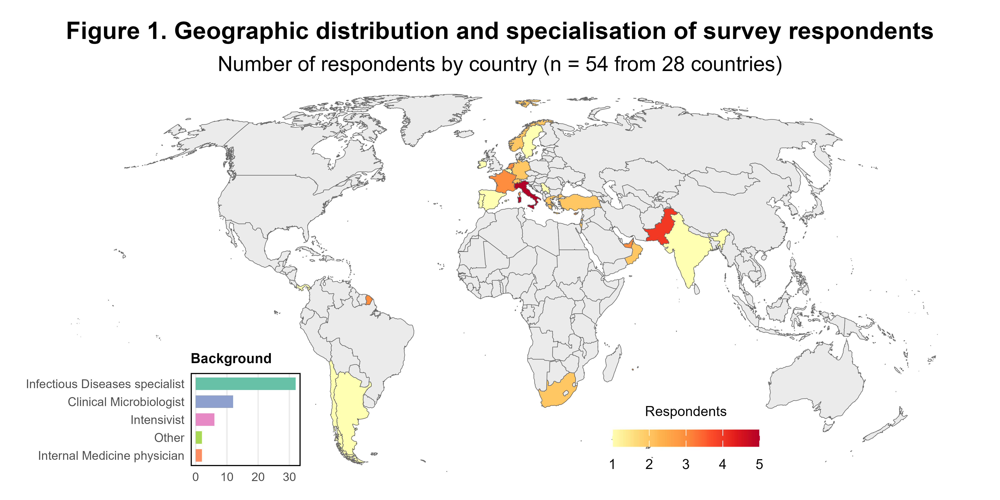 Figure 1. Geographic distribution and specialisation of survey respondents
Number of respondents by country (n = 54 from 28 countries)
Background
Infectious Diseases specialist
Clinical Microbiologist
Intensivist
Other
Internal Medicine physician
0 10 20 30
Respondents
1 2 3 4 5